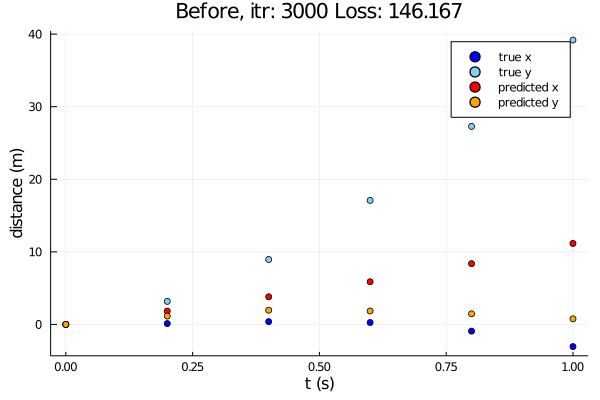 Before, itr: 3000 Loss: 146.167
40
30
20
10
0
distance (m)
true x
true y
predicted x
predicted y
0.00 0.25 0.50 0.75 1.00
t (s)